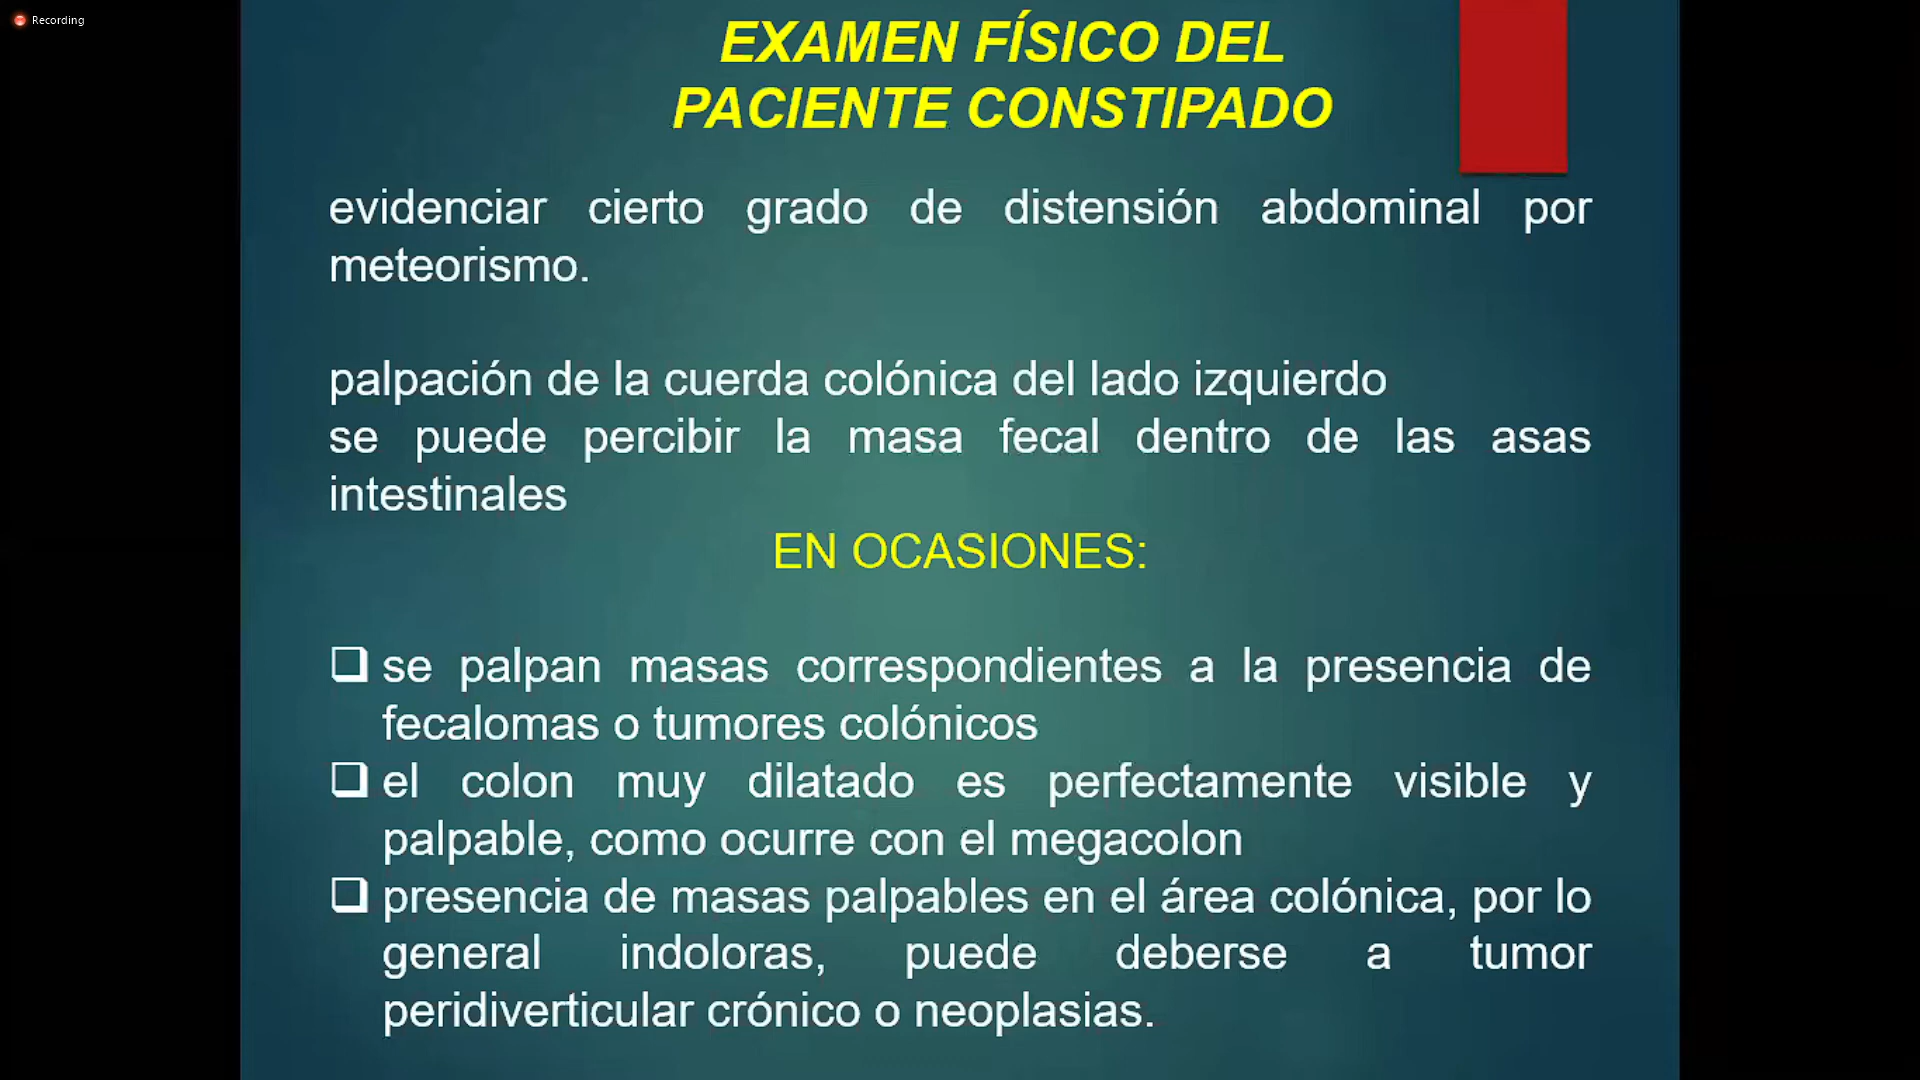 Recording
EXAMEN FÍSICO DEL
PACIENTE CONSTIPADO
evidenciar cierto grado de distensión abdominal por
meteorismo.
palpación de la cuerda colónica del lado izquierdo
se puede percibir la masa fecal dentro de las asas
intestinales
EN OCASIONES:
❑ se palpan masas correspondientes a la presencia de
fecalomas o tumores colónicos
❑ el colon muy dilatado es perfectamente visible y
palpable, como ocurre con el megacolon
❑ presencia de masas palpables en el área colónica, por lo
general indoloras, puede deberse a tumor
peridiverticular crónico o neoplasias.